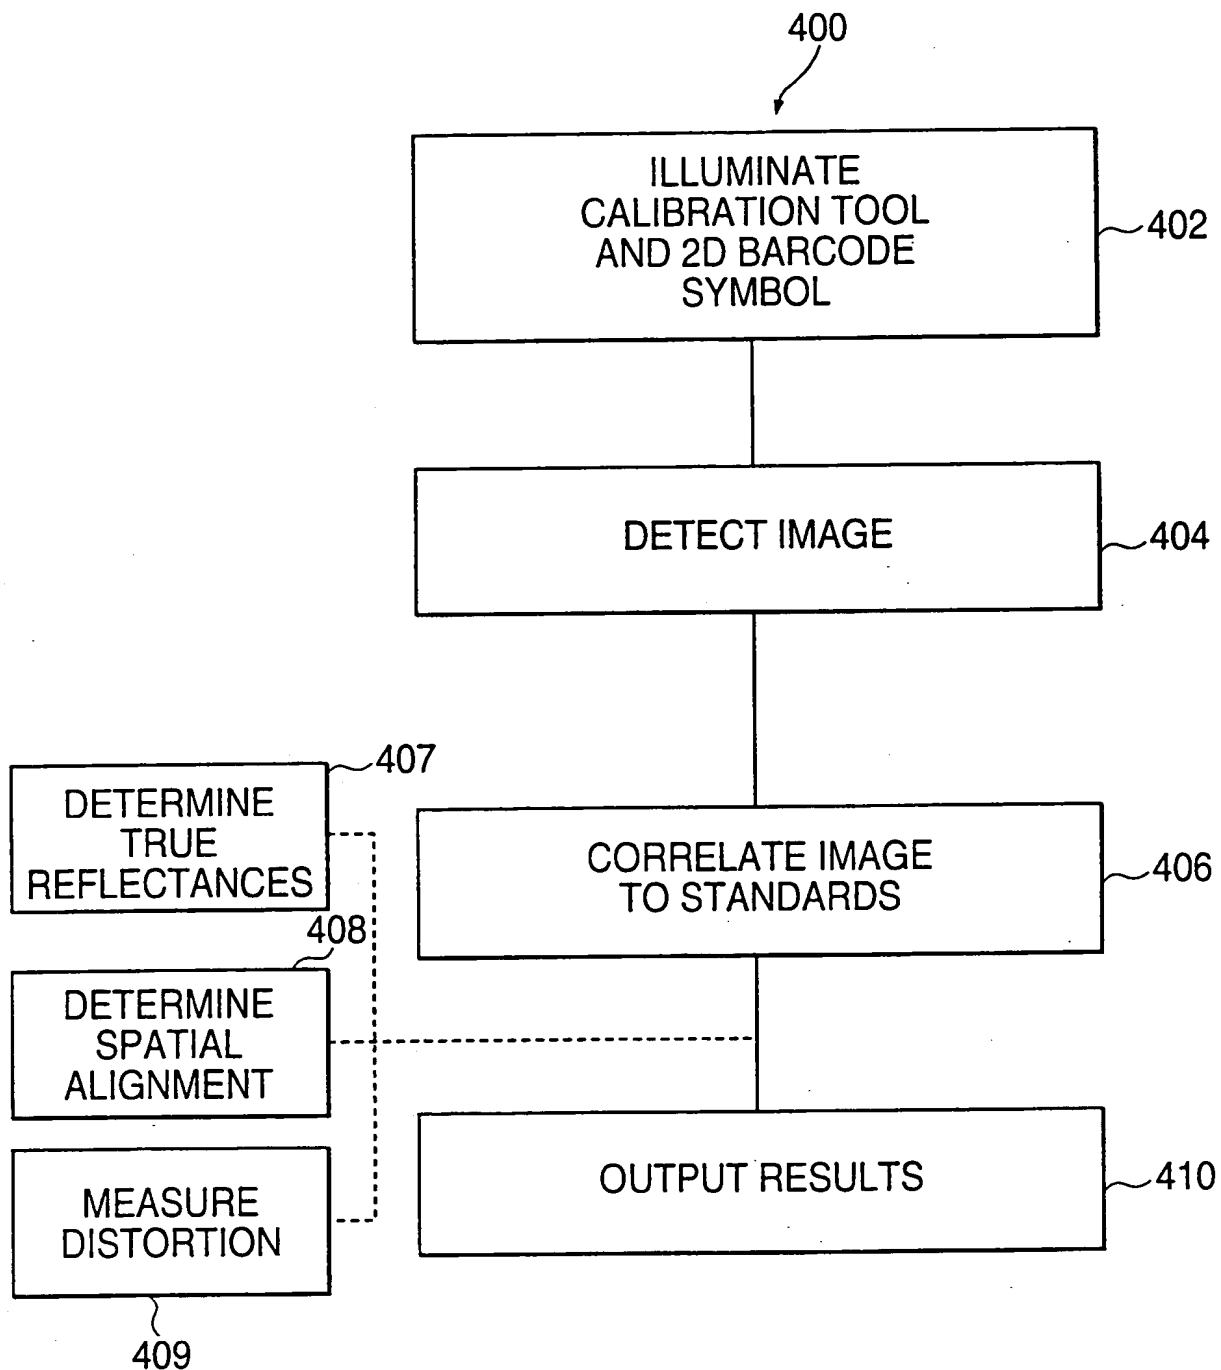 400
ILLUMINATE
CALIBRATION TOOL
AND 2D BARCODE
SYMBOL
402
DETECT IMAGE
404
407
DETERMINE
TRUE
REFLECTANCES
CORRELATE IMAGE
TO STANDARDS
406
408
DETERMINE
SPATIAL
ALIGNMENT
MEASURE
DISTORTION
409
OUTPUT RESULTS
410